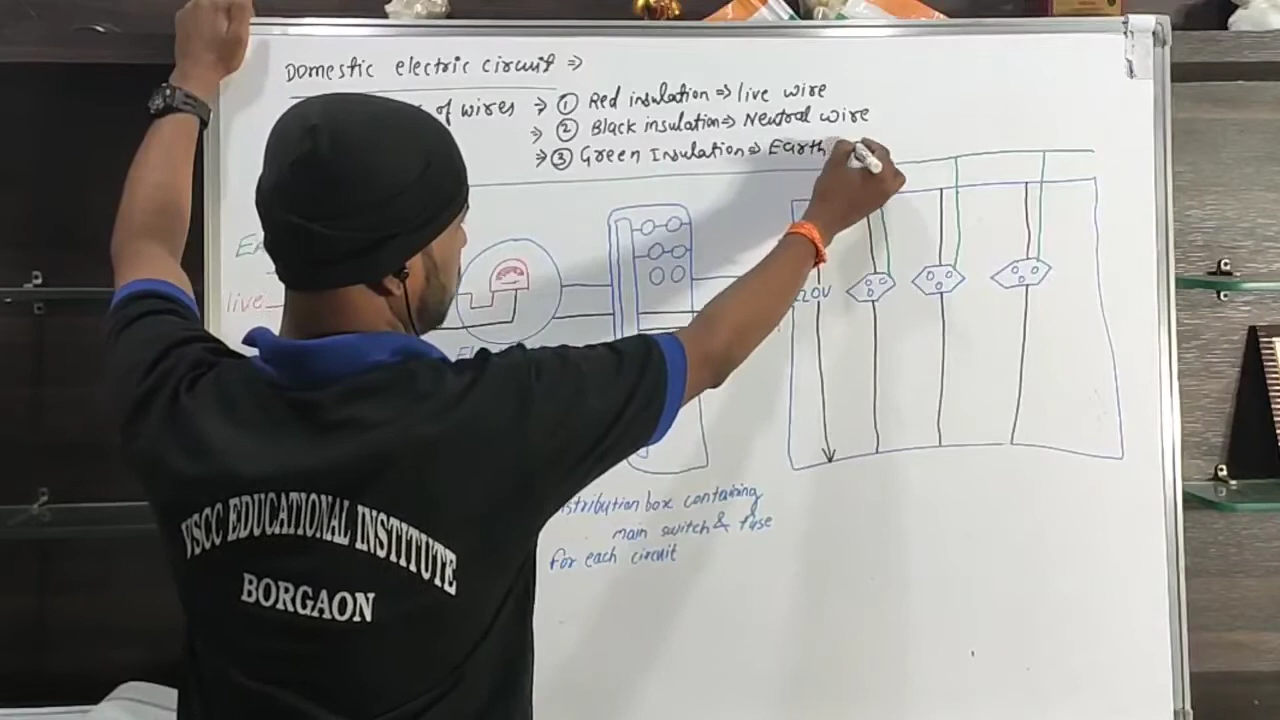 Domestic electric circuit ⇒
of wires ⇒ ① Red insulation ⇒ live wire
⇒ ② Black insulation ⇒ Neutral wire
⇒ ③ Green Insulation ⇒ Earth
live
220V
istribution box containing
main switch & fuse
for each circuit
VSCC EDUCATIONAL INSTITUTE
BORGAON